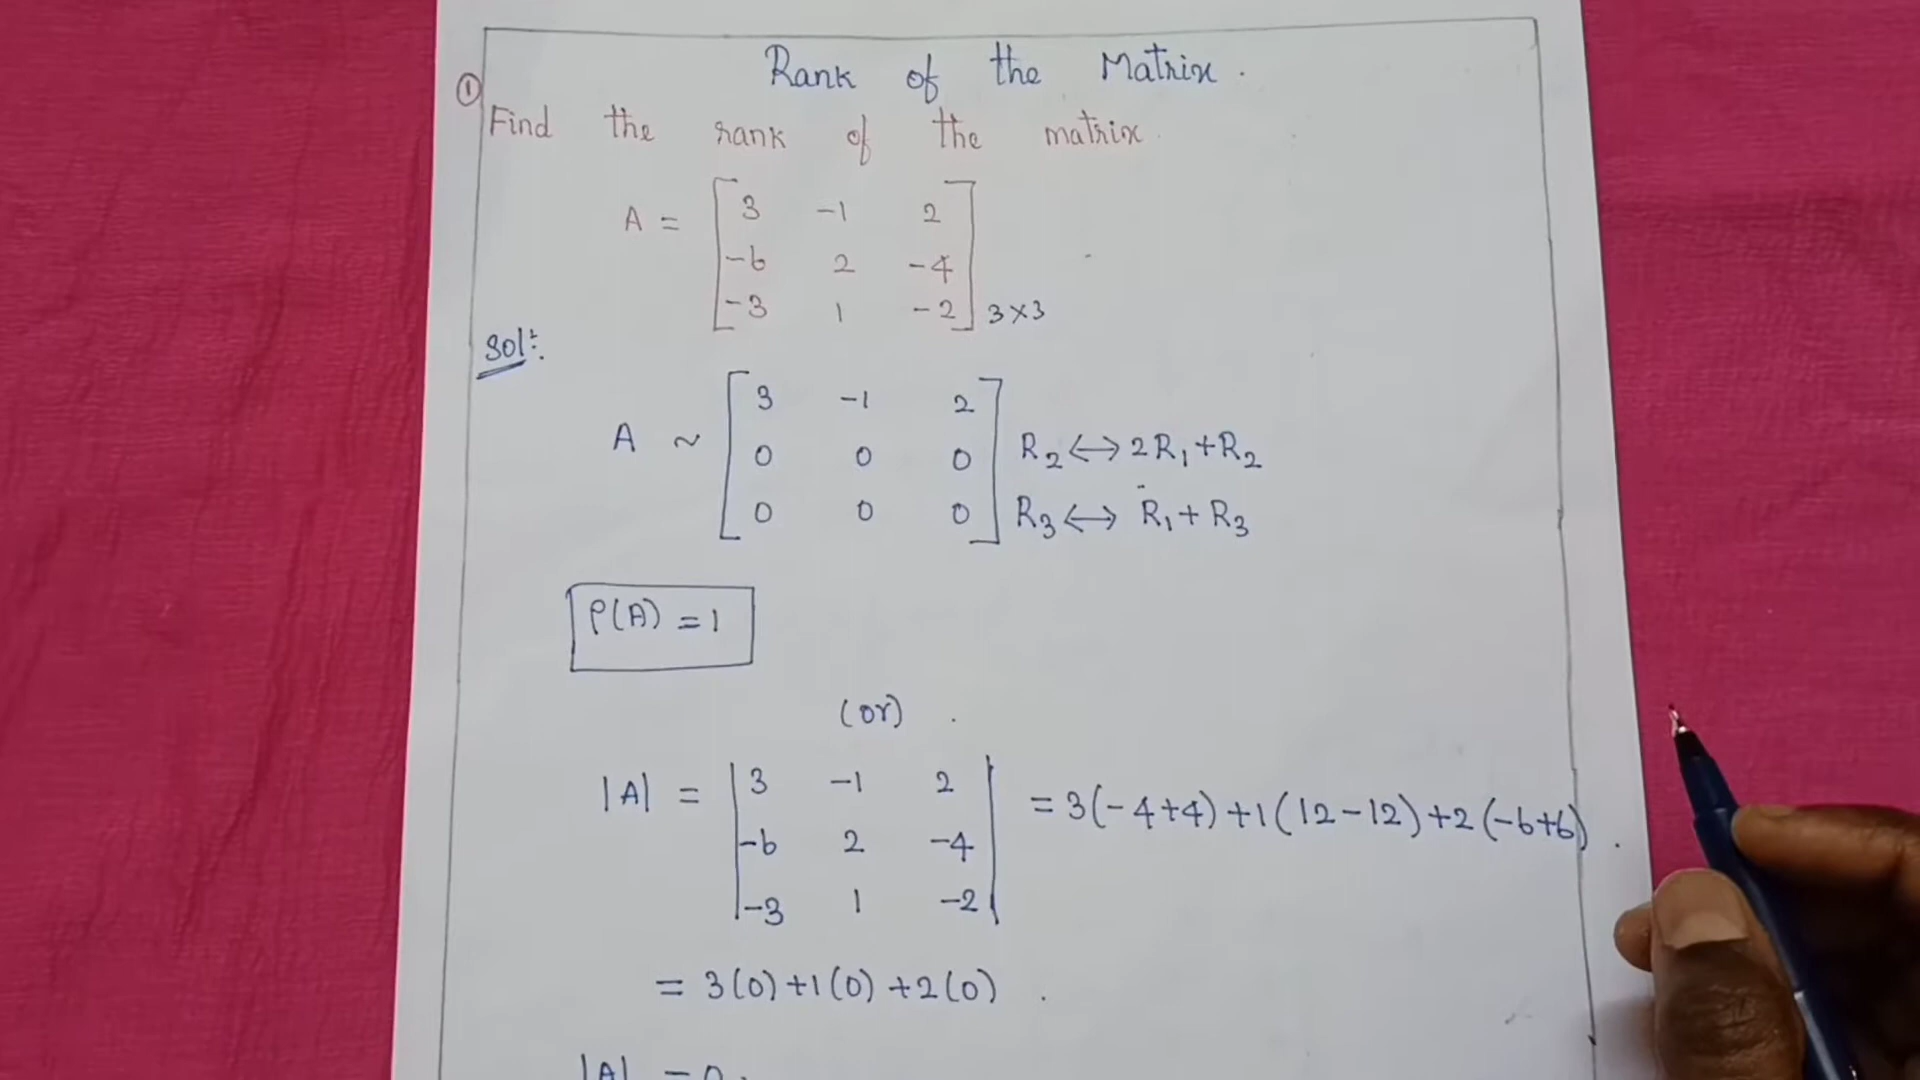 Rank of the Matrix.
①
Find the rank of the matrix.
A = [ 3 -1 2
-6 2 -4
-3 1 -2 ] 3×3
Sol:
A ~ [ 3 -1 2
0 0 0 ] R₂ ↔ 2R₁+R₂
0 0 0 ] R₃ ↔ R₁+R₃
ρ(A) = 1
(or)
|A| = | 3 -1 2 | = 3(-4+4)+1(12-12)+2(-6+6).
-6 2 -4
-3 1 -2
= 3(0)+1(0)+2(0).
|A| = 0.